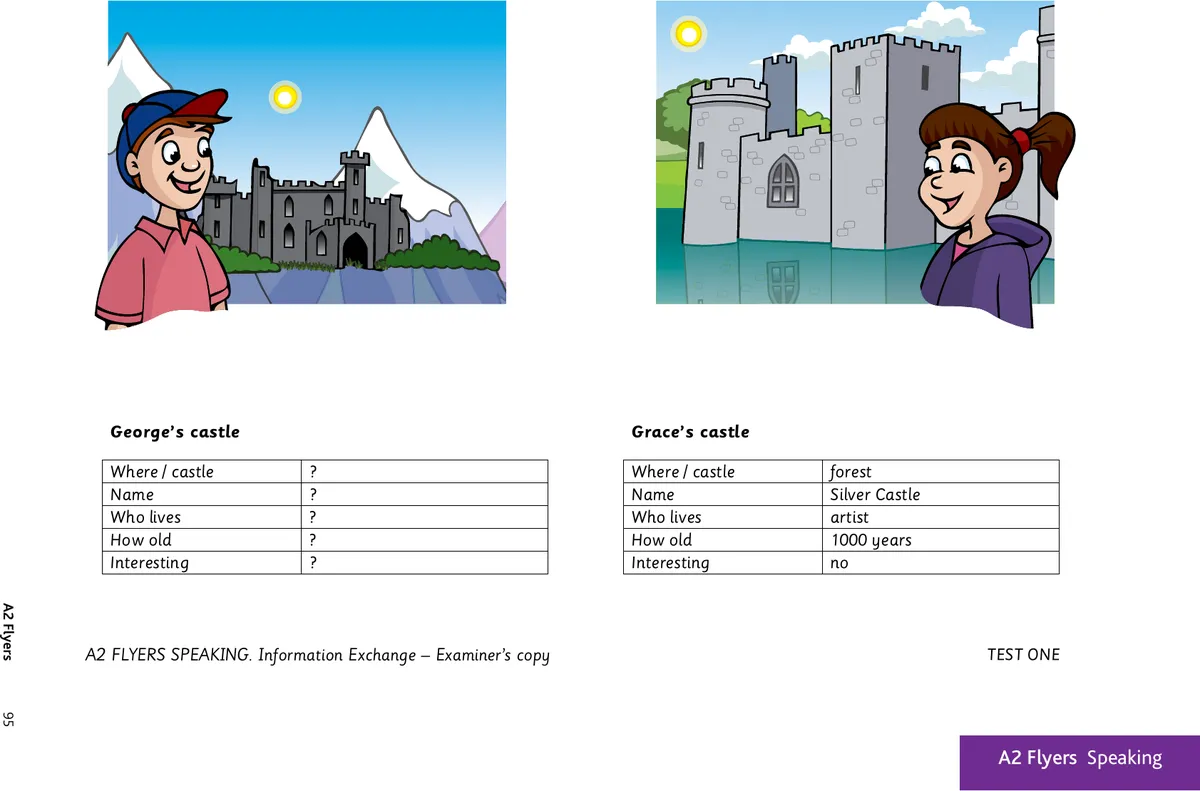 George's castle
Where / castle ?
Name ?
Who lives ?
How old ?
Interesting ?
Grace's castle
Where / castle forest
Name Silver Castle
Who lives artist
How old 1000 years
Interesting no
A2 FLYERS SPEAKING. Information Exchange – Examiner's copy
TEST ONE
A2 Flyers
95
A2 Flyers Speaking